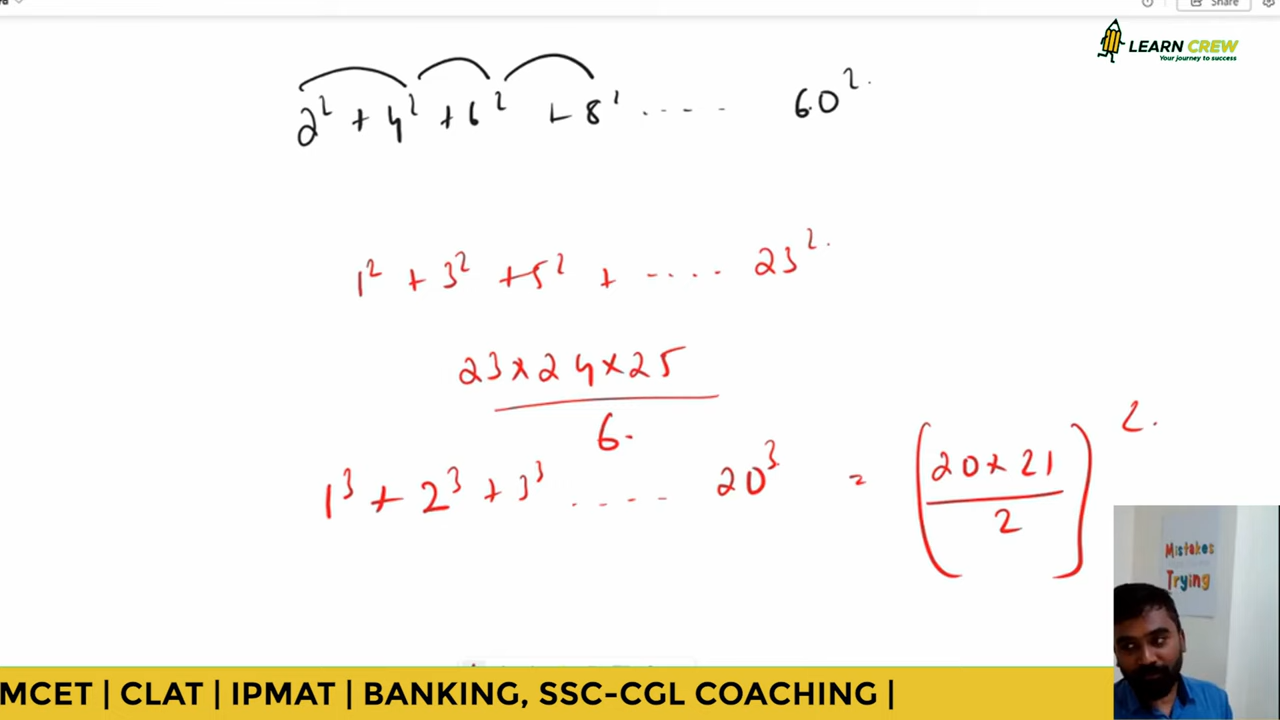 Share
LEARN CREW
Your journey to success
2² + 4² + 6² + 8² ---- 60².
1² + 3² + 5² + ---- 23².
23 × 24 × 25
6.
1³ + 2³ + 3³ ---- 20³ = (20 × 21 / 2)².
Mistakes
Trying
MCET | CLAT | IPMAT | BANKING, SSC-CGL COACHING |